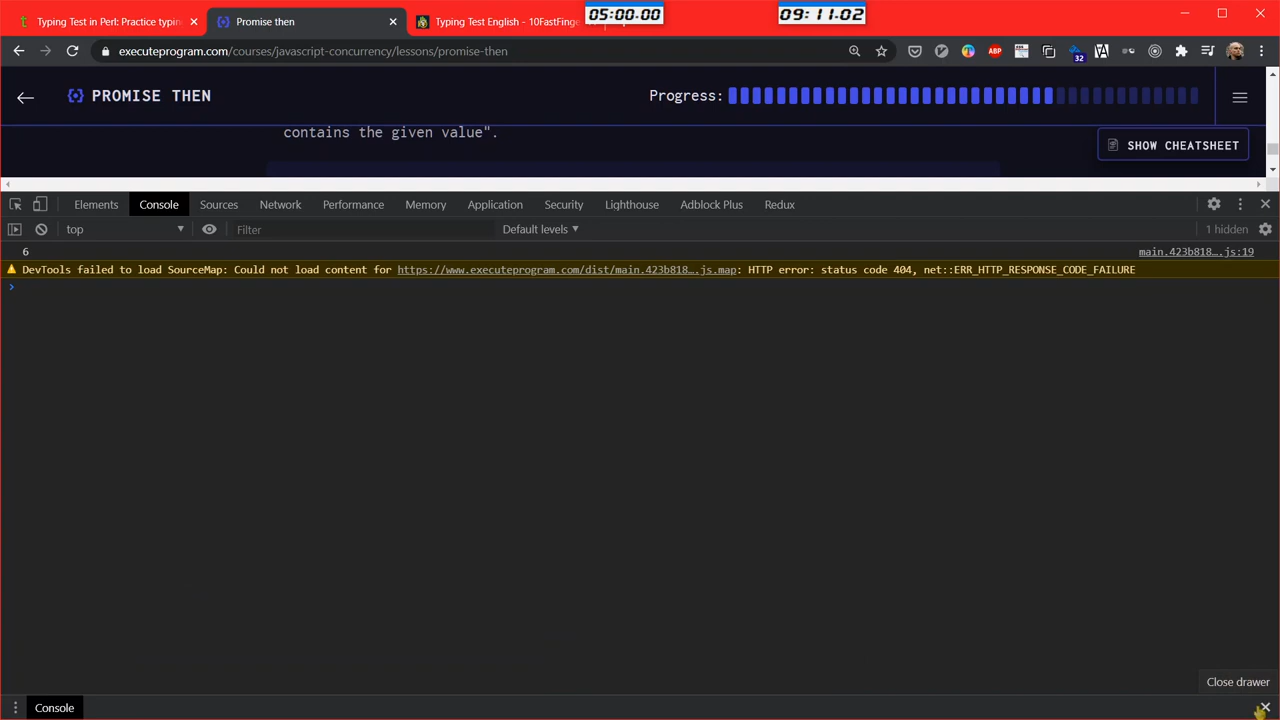 Typing Test in Perl: Practice typin
Promise then
Typing Test English - 10FastFinge
05:00.00
09:11.02
executeprogram.com/courses/javascript-concurrency/lessons/promise-then
ABP
32
PROMISE THEN
Progress:
contains the given value".
SHOW CHEATSHEET
Elements
Console
Sources
Network
Performance
Memory
Application
Security
Lighthouse
Adblock Plus
Redux
top
Filter
Default levels
1 hidden
6
main.423b818….js:19
DevTools failed to load SourceMap: Could not load content for https://www.executeprogram.com/dist/main.423b818….js.map: HTTP error: status code 404, net::ERR_HTTP_RESPONSE_CODE_FAILURE
Close drawer
Console